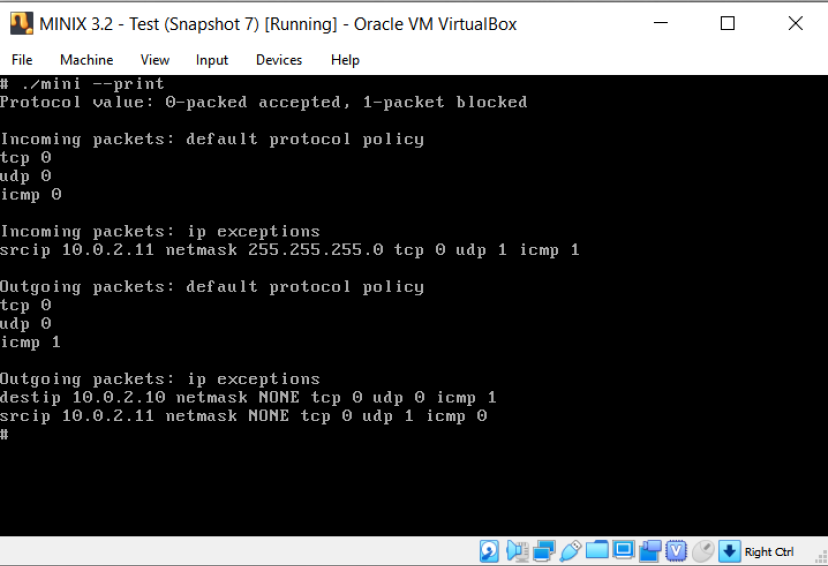 MINIX 3.2 - Test (Snapshot 7) [Running] - Oracle VM VirtualBox
File Machine View Input Devices Help
# ./mini --print
Protocol value: 0-packed accepted, 1-packet blocked
Incoming packets: default protocol policy
tcp 0
udp 0
icmp 0
Incoming packets: ip exceptions
srcip 10.0.2.11 netmask 255.255.255.0 tcp 0 udp 1 icmp 1
Outgoing packets: default protocol policy
tcp 0
udp 0
icmp 1
Outgoing packets: ip exceptions
destip 10.0.2.10 netmask NONE tcp 0 udp 0 icmp 1
srcip 10.0.2.11 netmask NONE tcp 0 udp 1 icmp 0
#
Right Ctrl